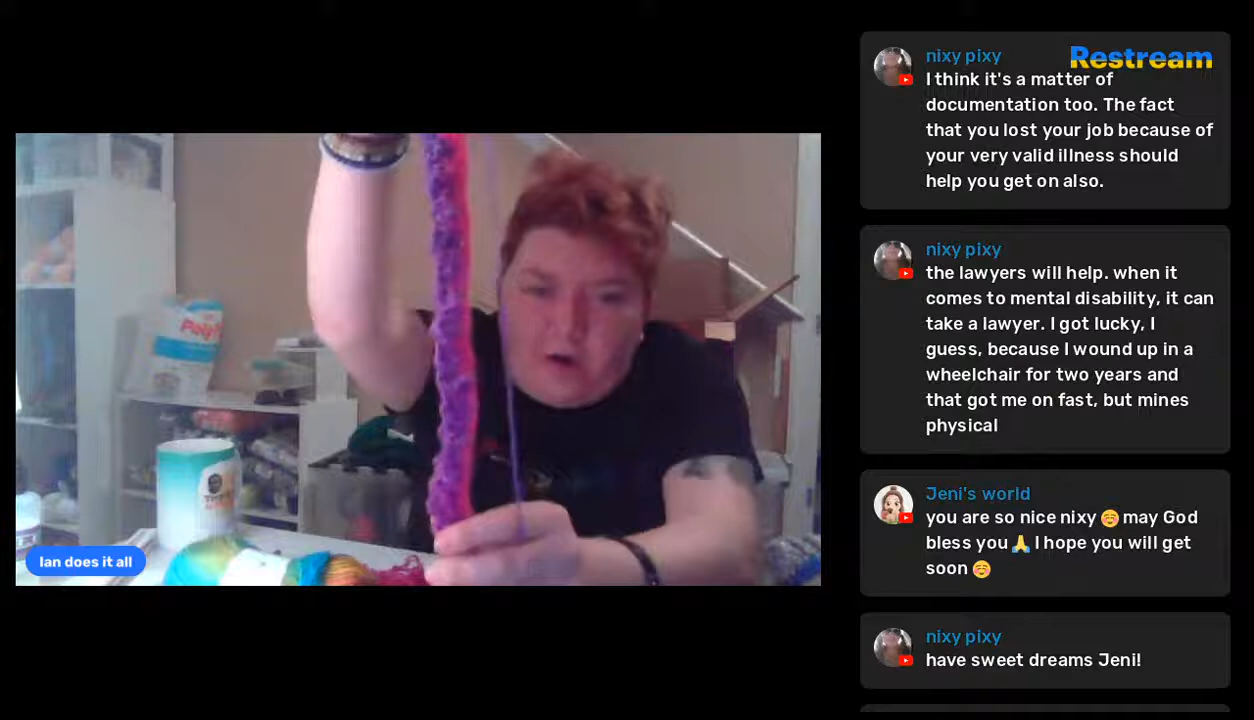 Restream
nixy pixy
I think it's a matter of
documentation too. The fact
that you lost your job because of
your very valid illness should
help you get on also.
nixy pixy
the lawyers will help. when it
comes to mental disability, it can
take a lawyer. I got lucky, I
guess, because I wound up in a
wheelchair for two years and
that got me on fast, but mines
physical
Jeni's world
you are so nice nixy ☺️ may God
bless you 🙏 I hope you will get
soon ☺️
nixy pixy
have sweet dreams Jeni!
Ian does it all